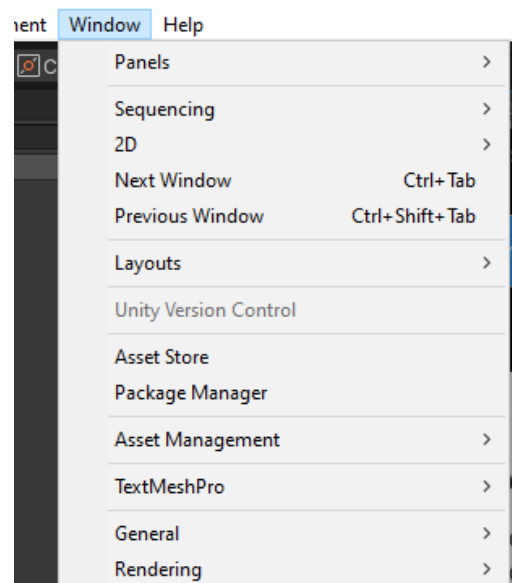 nent Window Help
C
Panels
Sequencing
2D
Next Window Ctrl+Tab
Previous Window Ctrl+Shift+Tab
Layouts
Unity Version Control
Asset Store
Package Manager
Asset Management
TextMeshPro
General
Rendering